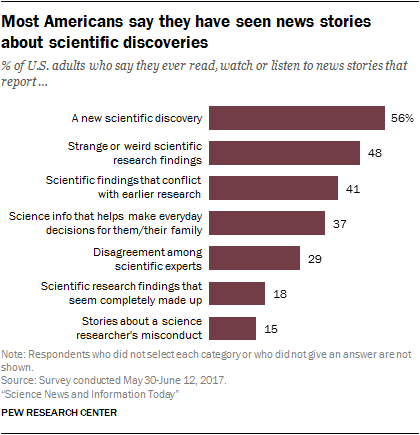 Most Americans say they have seen news stories
about scientific discoveries
% of U.S. adults who say they ever read, watch or listen to news stories that
report ...
A new scientific discovery 56%
Strange or weird scientific
research findings 48
Scientific findings that conflict
with earlier research 41
Science info that helps make everyday
decisions for them/their family 37
Disagreement among
scientific experts 29
Scientific research findings that
seem completely made up 18
Stories about a science
researcher's misconduct 15
Note: Respondents who did not select each category or who did not give an answer are not
shown.
Source: Survey conducted May 30-June 12, 2017.
"Science News and Information Today"
PEW RESEARCH CENTER